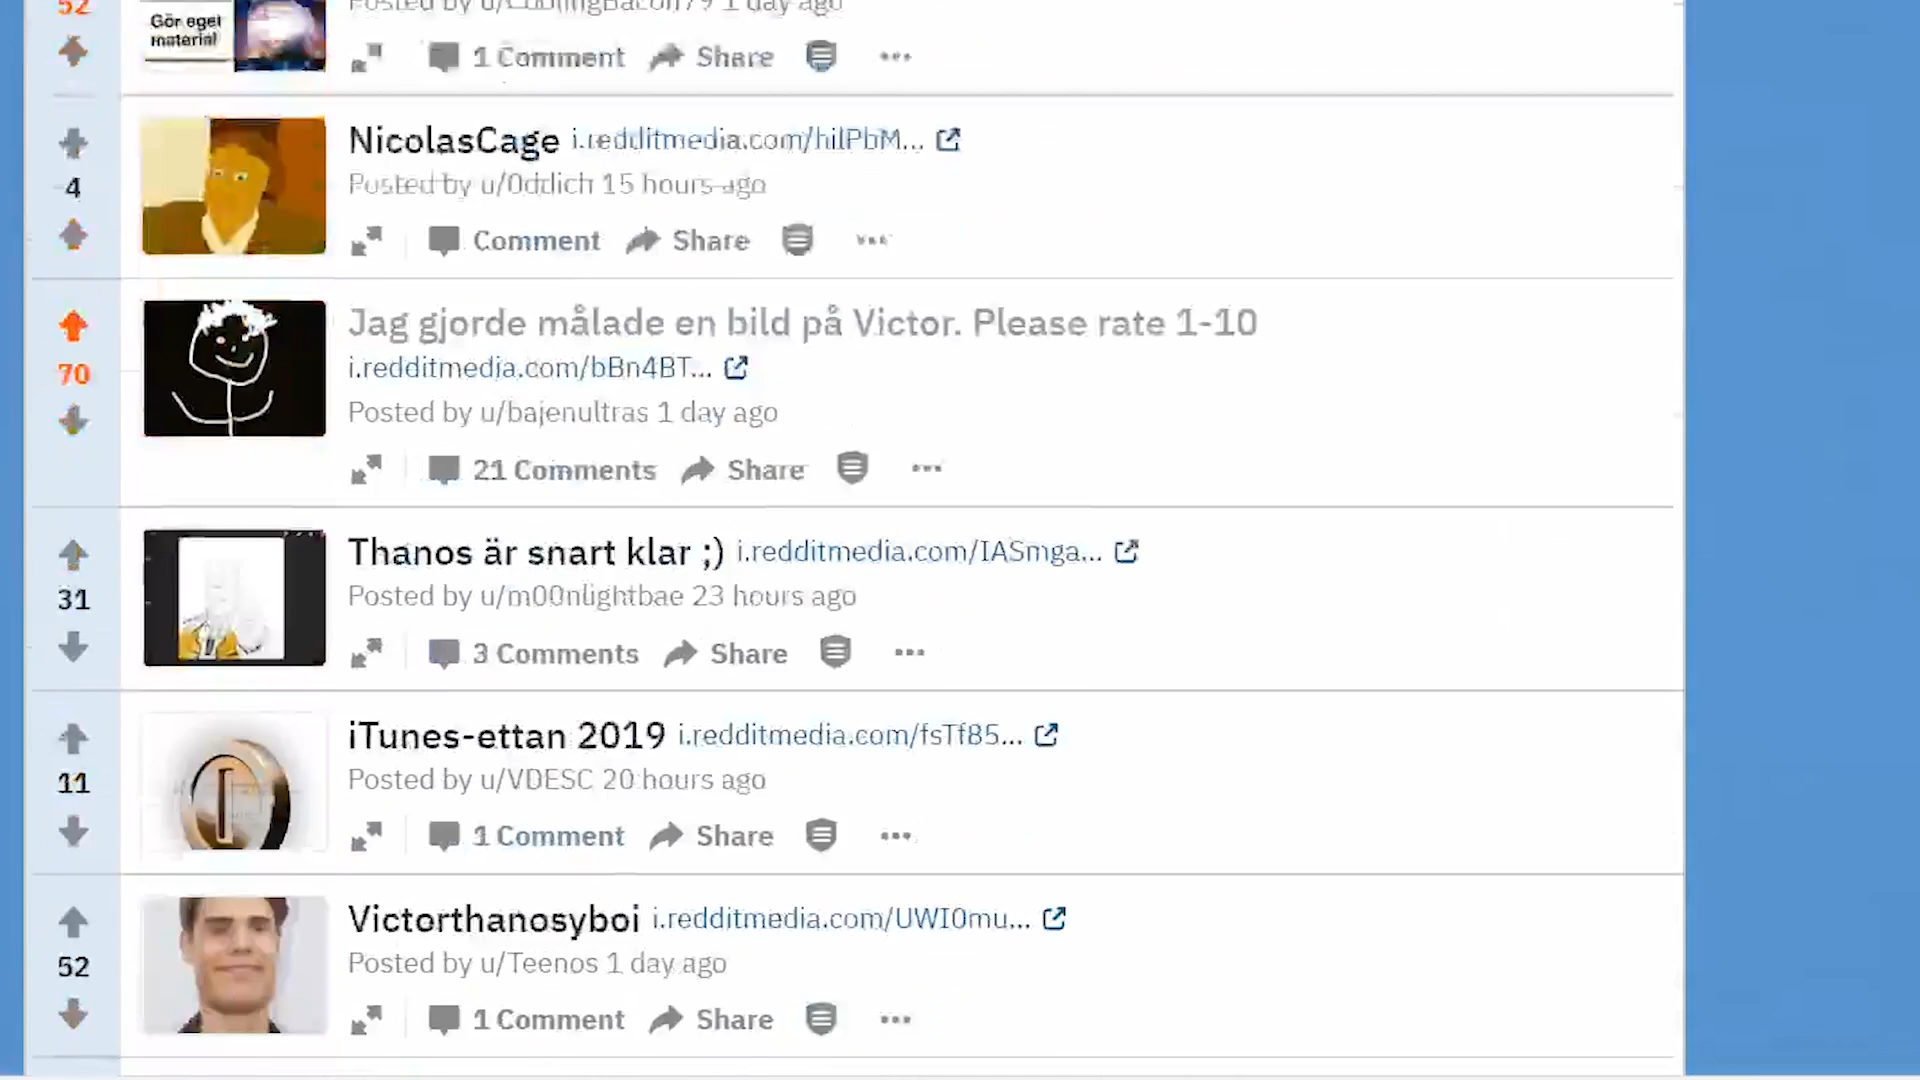 52
Gör eget
material
1 day ago
1 Comment Share
NicolasCage i.redditmedia.com/hilPbM...
4
Posted by u/0ddich 15 hours ago
Comment Share
Jag gjorde målade en bild på Victor. Please rate 1-10
70
i.redditmedia.com/bBn4BT...
Posted by u/bajenultras 1 day ago
21 Comments Share
Thanos är snart klar ;) i.redditmedia.com/IASmga...
31
Posted by u/m00nlightbae 23 hours ago
3 Comments Share
iTunes-ettan 2019 i.redditmedia.com/fsTf85...
11
Posted by u/VDESC 20 hours ago
1 Comment Share
Victorthanosyboi i.redditmedia.com/UWI0mu...
52
Posted by u/Teenos 1 day ago
1 Comment Share